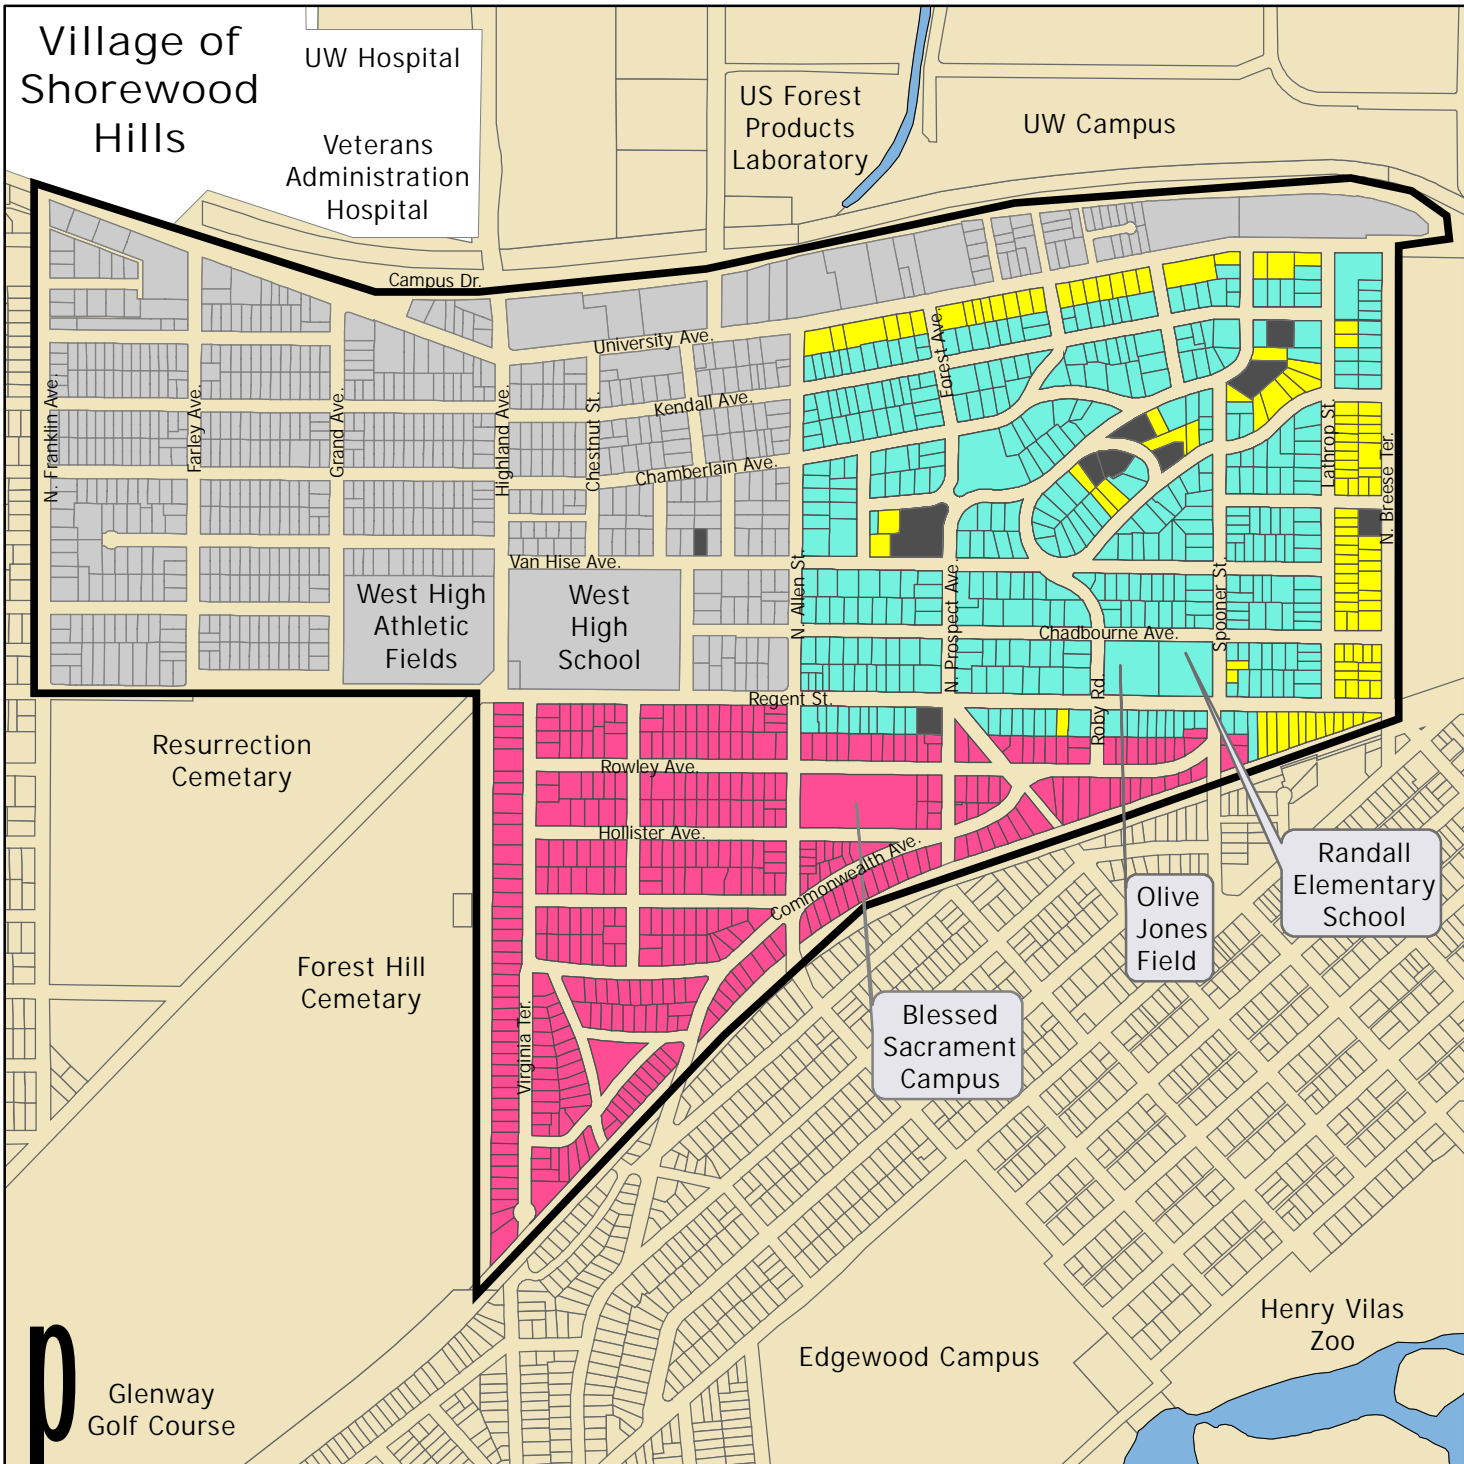 Village of
Shorewood
Hills
UW Hospital
Veterans
Administration
Hospital
US Forest
Products
Laboratory
UW Campus
Campus Dr.
University Ave.
Kendall Ave.
Chamberlain Ave.
Van Hise Ave.
N. Franklin Ave.
Farley Ave.
Grand Ave.
Highland Ave.
Chestnut St.
Forest Ave.
Lathrop St.
N. Breese Ter.
N. Allen St.
N. Prospect Ave.
Spooner St.
Chadbourne Ave.
Roby Rd.
West High
Athletic
Fields
West
High
School
Regent St.
Rowley Ave.
Hollister Ave.
Commonwealth Ave.
Virginia Ter.
Resurrection
Cemetary
Forest Hill
Cemetary
Randall
Elementary
School
Olive
Jones
Field
Blessed
Sacrament
Campus
Henry Vilas
Zoo
Edgewood Campus
Glenway
Golf Course
p